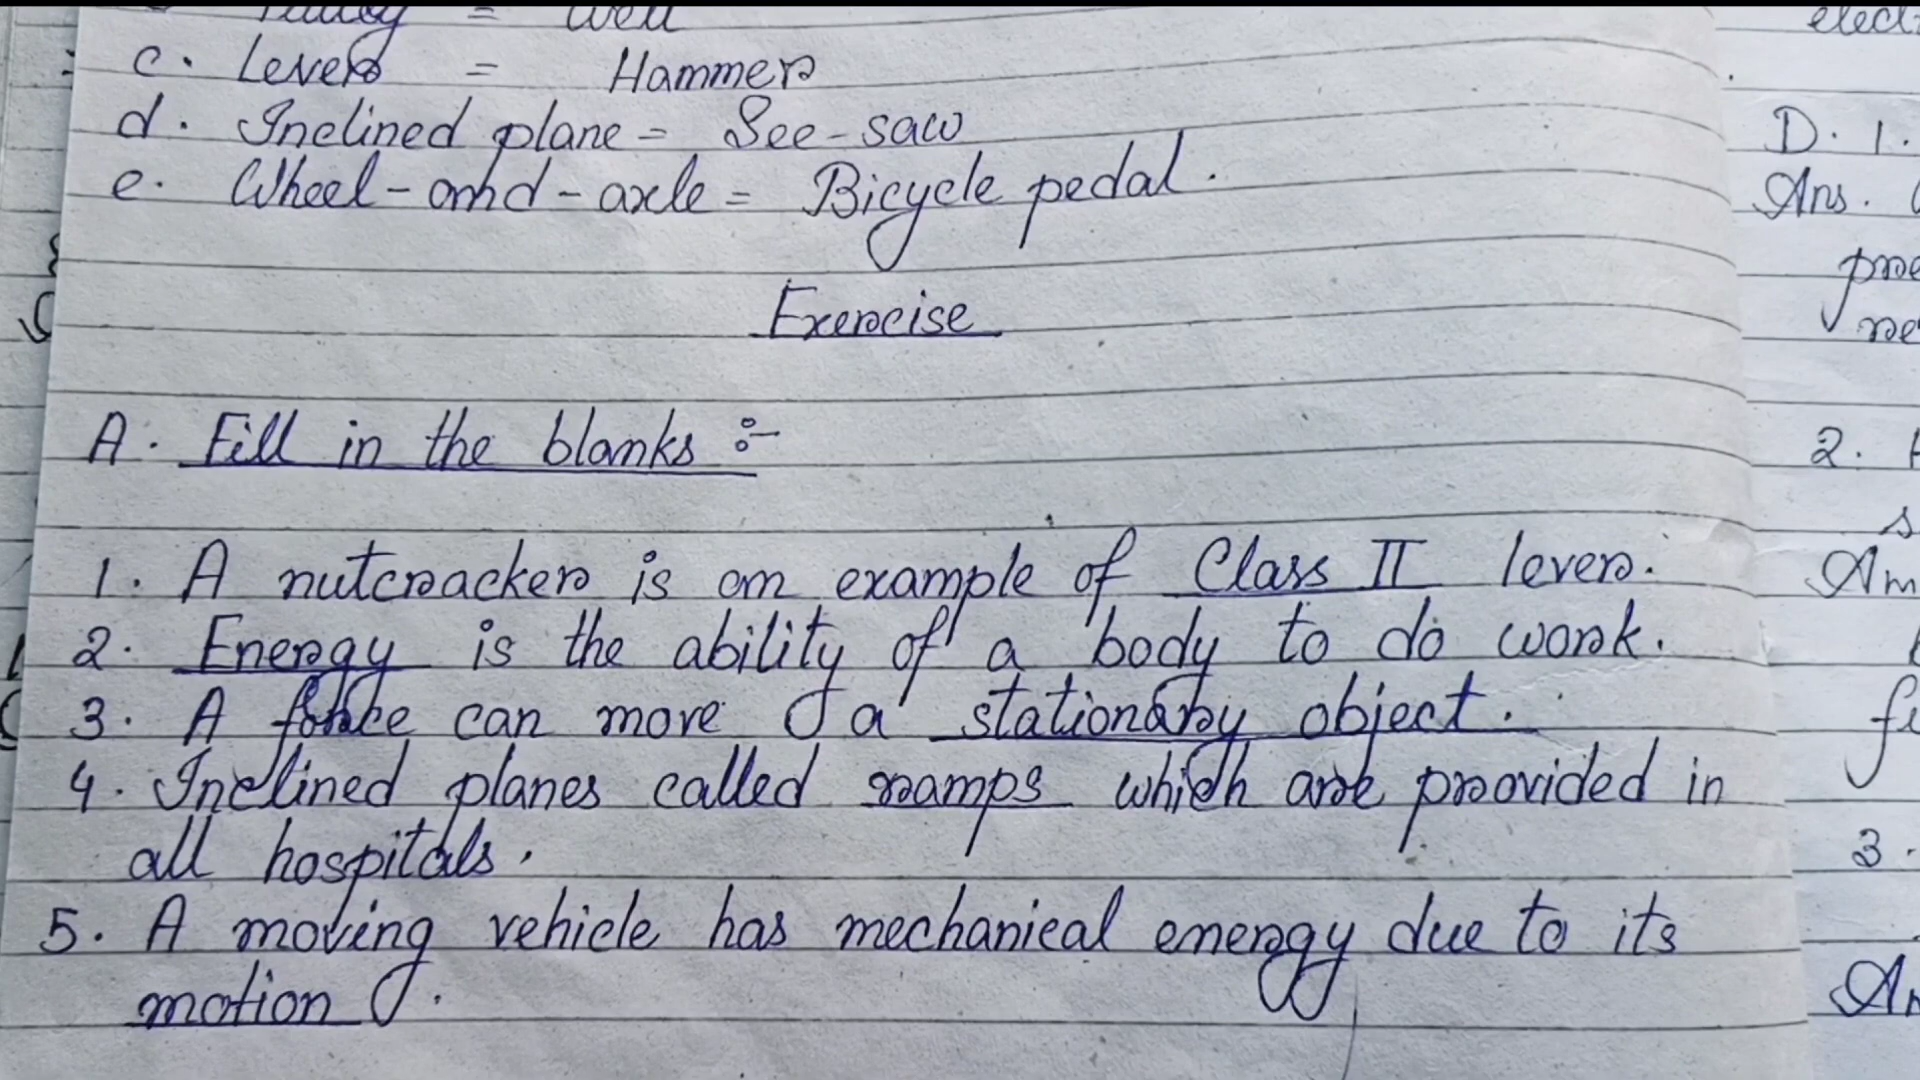 Pulley = Well
c. Lever = Hammer
d. Inclined plane = See-saw
e. Wheel-and-axle = Bicycle pedal.
Exercise
A. Fill in the blanks :-
1. A nutcracker is an example of Class II lever.
2. Energy is the ability of a body to do work.
3. A force can move a stationary object.
4. Inclined planes called ramps which are provided in
all hospitals.
5. A moving vehicle has mechanical energy due to its
motion.
D. 1.
Ans.
2.
3.